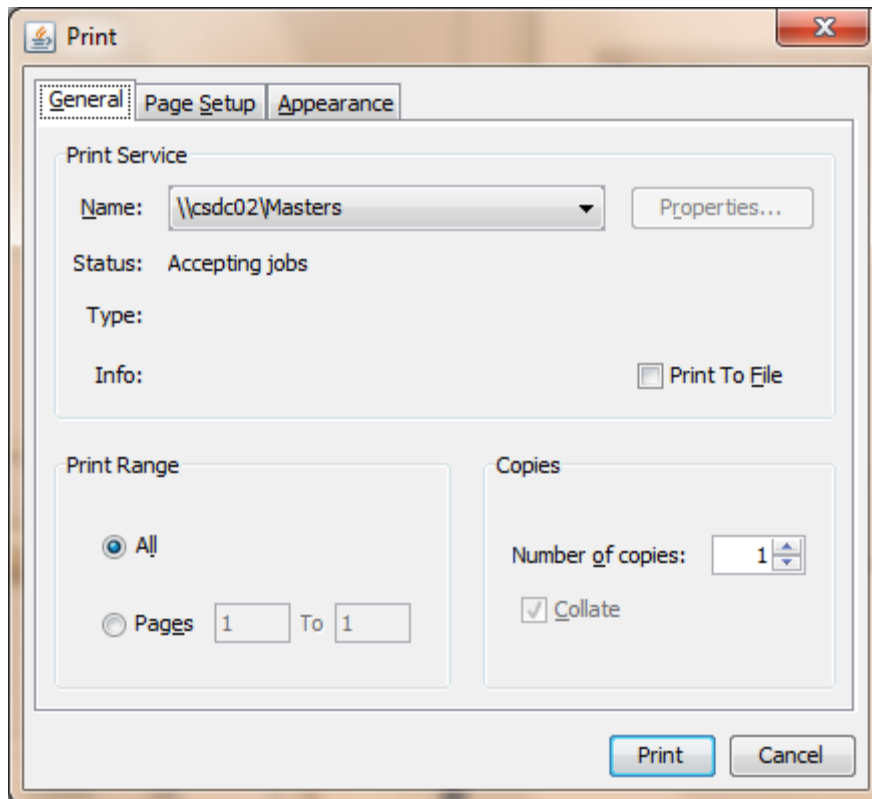 Print
General Page Setup Appearance
Print Service
Name: \\csdc02\Masters Properties...
Status: Accepting jobs
Type:
Info: Print To File
Print Range Copies
All
Number of copies: 1
Pages 1 To 1
Collate
Print Cancel